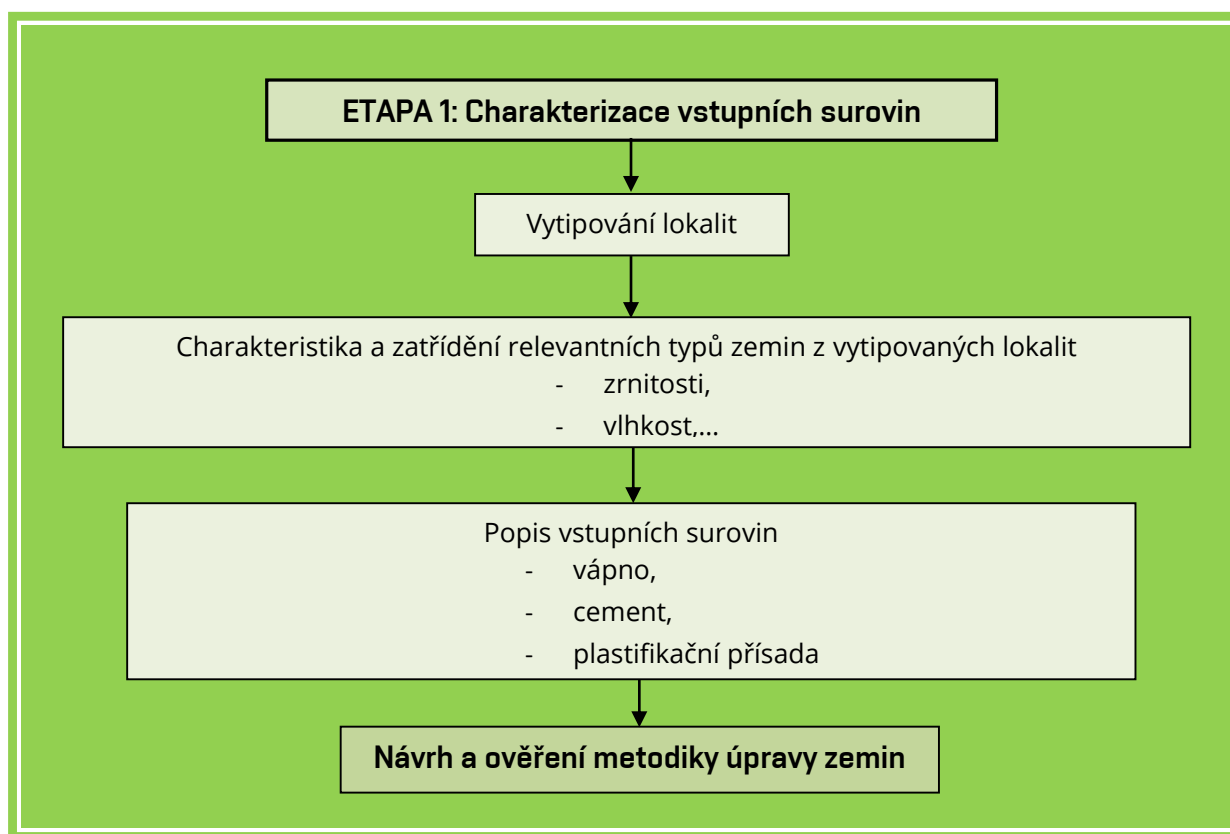 ETAPA 1: Charakterizace vstupních surovin
Vytipování lokalit
Charakteristika a zatřídění relevantních typů zemin z vytipovaných lokalit
- zrnitosti,
- vlhkost,...
Popis vstupních surovin
- vápno,
- cement,
- plastifikační přísada
Návrh a ověření metodiky úpravy zemin